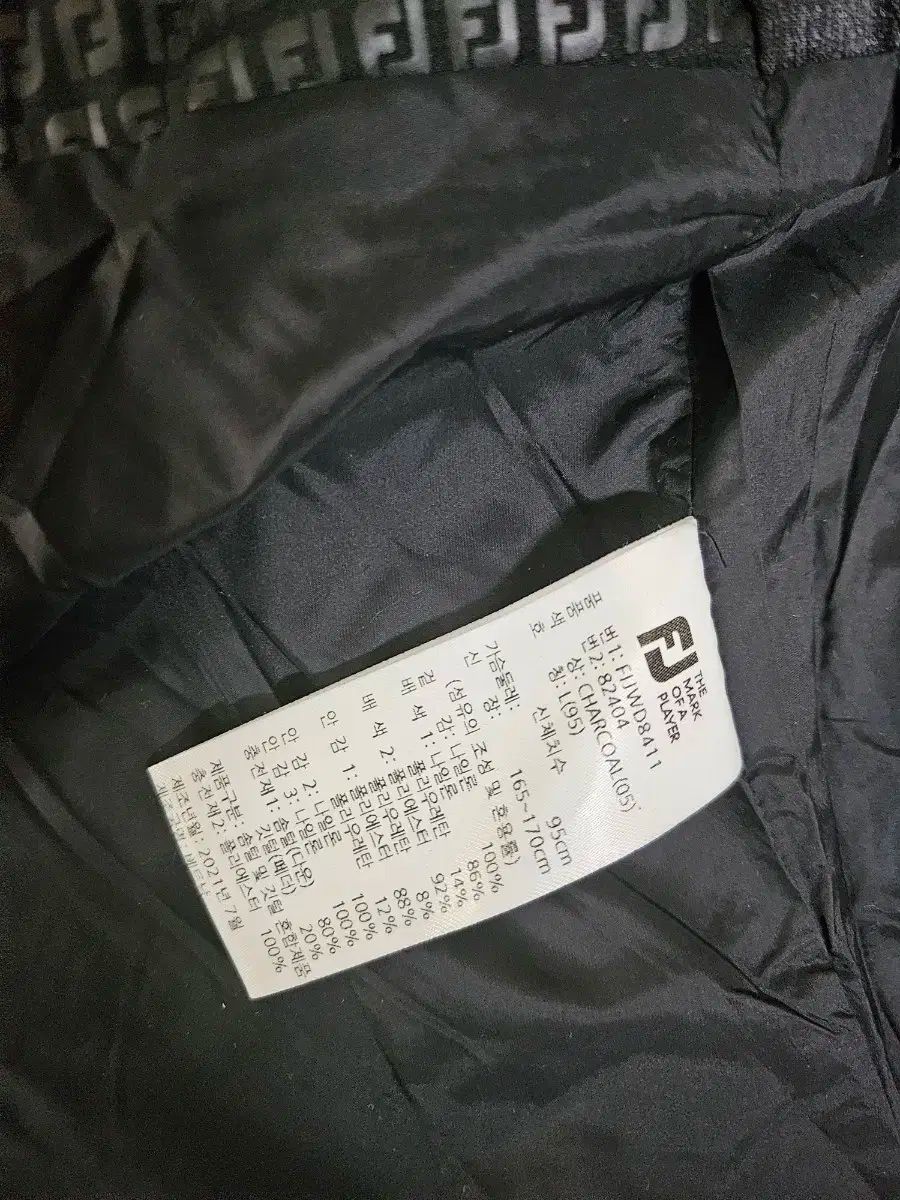 FJ
THE
MARK
OF A
PLAYER
품번1: FJJWD8411
품번2: 82404
색상: CHARCOAL(05)
호칭: L(95)
신체치수
가슴둘레: 95cm
신장: 165~170cm
(섬유의 조성 및 혼용률)
겉감: 나일론 100%
배색1: 나일론 86%
폴리우레탄 14%
배색2: 폴리에스터 92%
폴리우레탄 8%
안감1: 폴리에스터 88%
폴리우레탄 12%
안감2: 나일론 100%
안감3: 나일론 100%
충전재1: 솜털(다운) 80%
깃털(페더) 20%
제품구분: 솜털 및 깃털 혼합제품
충전재2: 폴리에스터 100%
제조년월: 2021년 7월